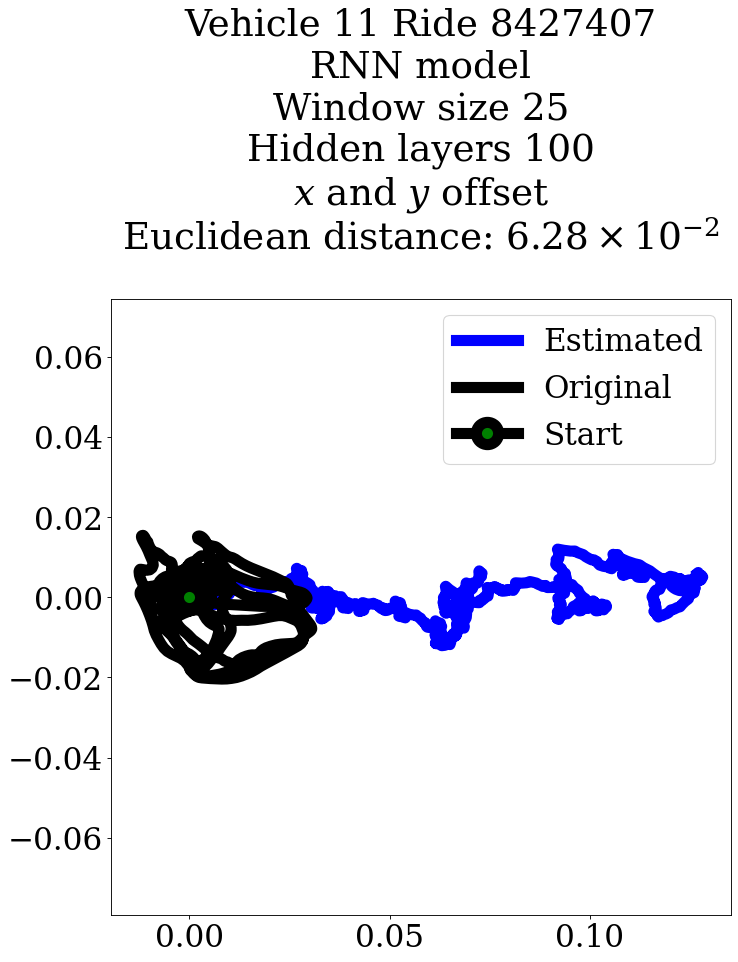 Vehicle 11 Ride 8427407
RNN model
Window size 25
Hidden layers 100
x and y offset
Euclidean distance: 6.28 × 10⁻²
Estimated
Original
Start
0.06
0.04
0.02
0.00
−0.02
−0.04
−0.06
0.00 0.05 0.10